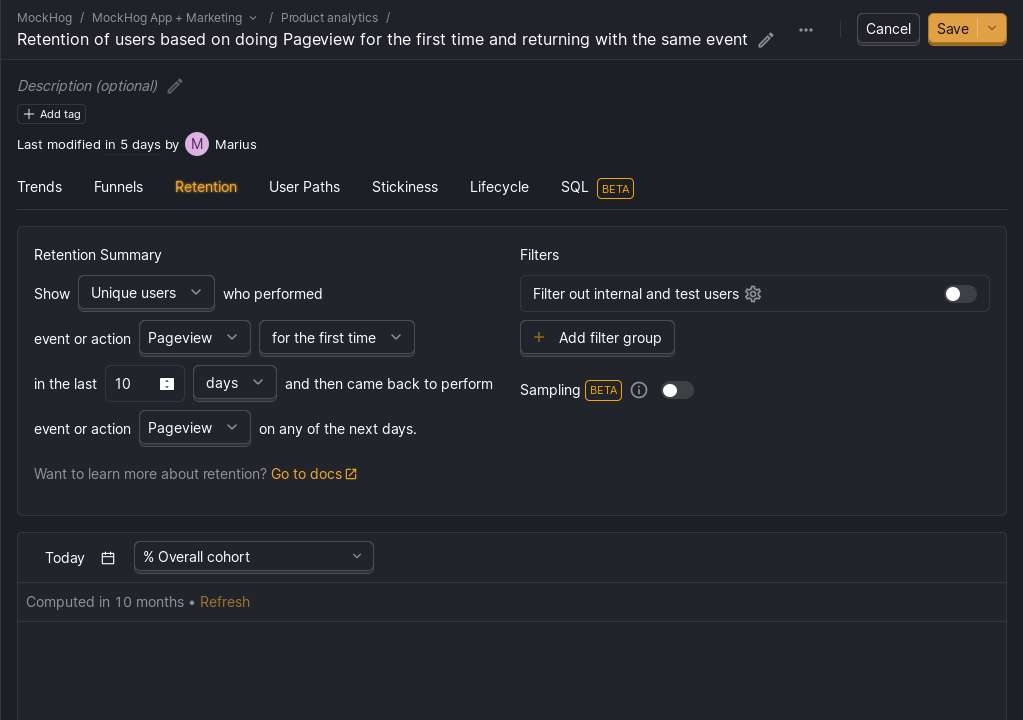 MockHog / MockHog App + Marketing / Product analytics /
Retention of users based on doing Pageview for the first time and returning with the same event
Cancel
Save
Description (optional)
Add tag
Last modified in 5 days by M Marius
Trends Funnels Retention User Paths Stickiness Lifecycle SQL BETA
Retention Summary
Show Unique users who performed
event or action Pageview for the first time
in the last 10 days and then came back to perform
event or action Pageview on any of the next days.
Want to learn more about retention? Go to docs
Filters
Filter out internal and test users
+ Add filter group
Sampling BETA
Today % Overall cohort
Computed in 10 months • Refresh